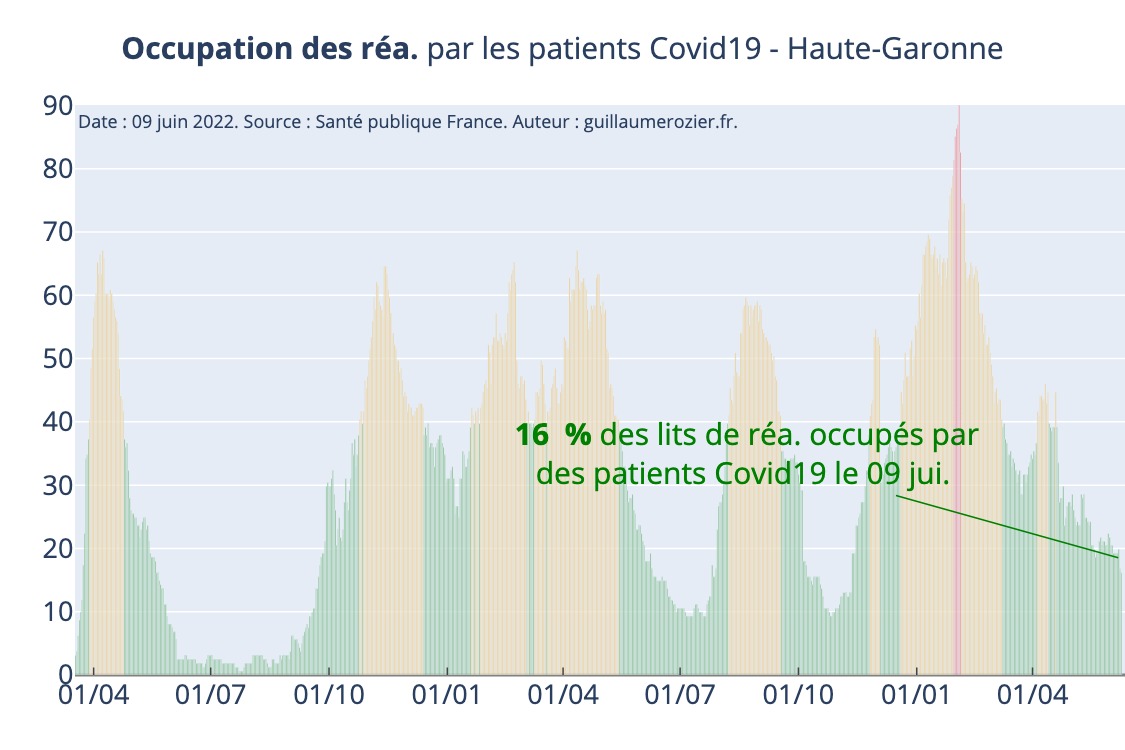 Occupation des réa. par les patients Covid19 - Haute-Garonne
90
Date : 09 juin 2022. Source : Santé publique France. Auteur : guillaumerozier.fr.
80
70
60
50
40
16 % des lits de réa. occupés par
des patients Covid19 le 09 jui.
30
20
10
0
01/04 01/07 01/10 01/01 01/04 01/07 01/10 01/01 01/04